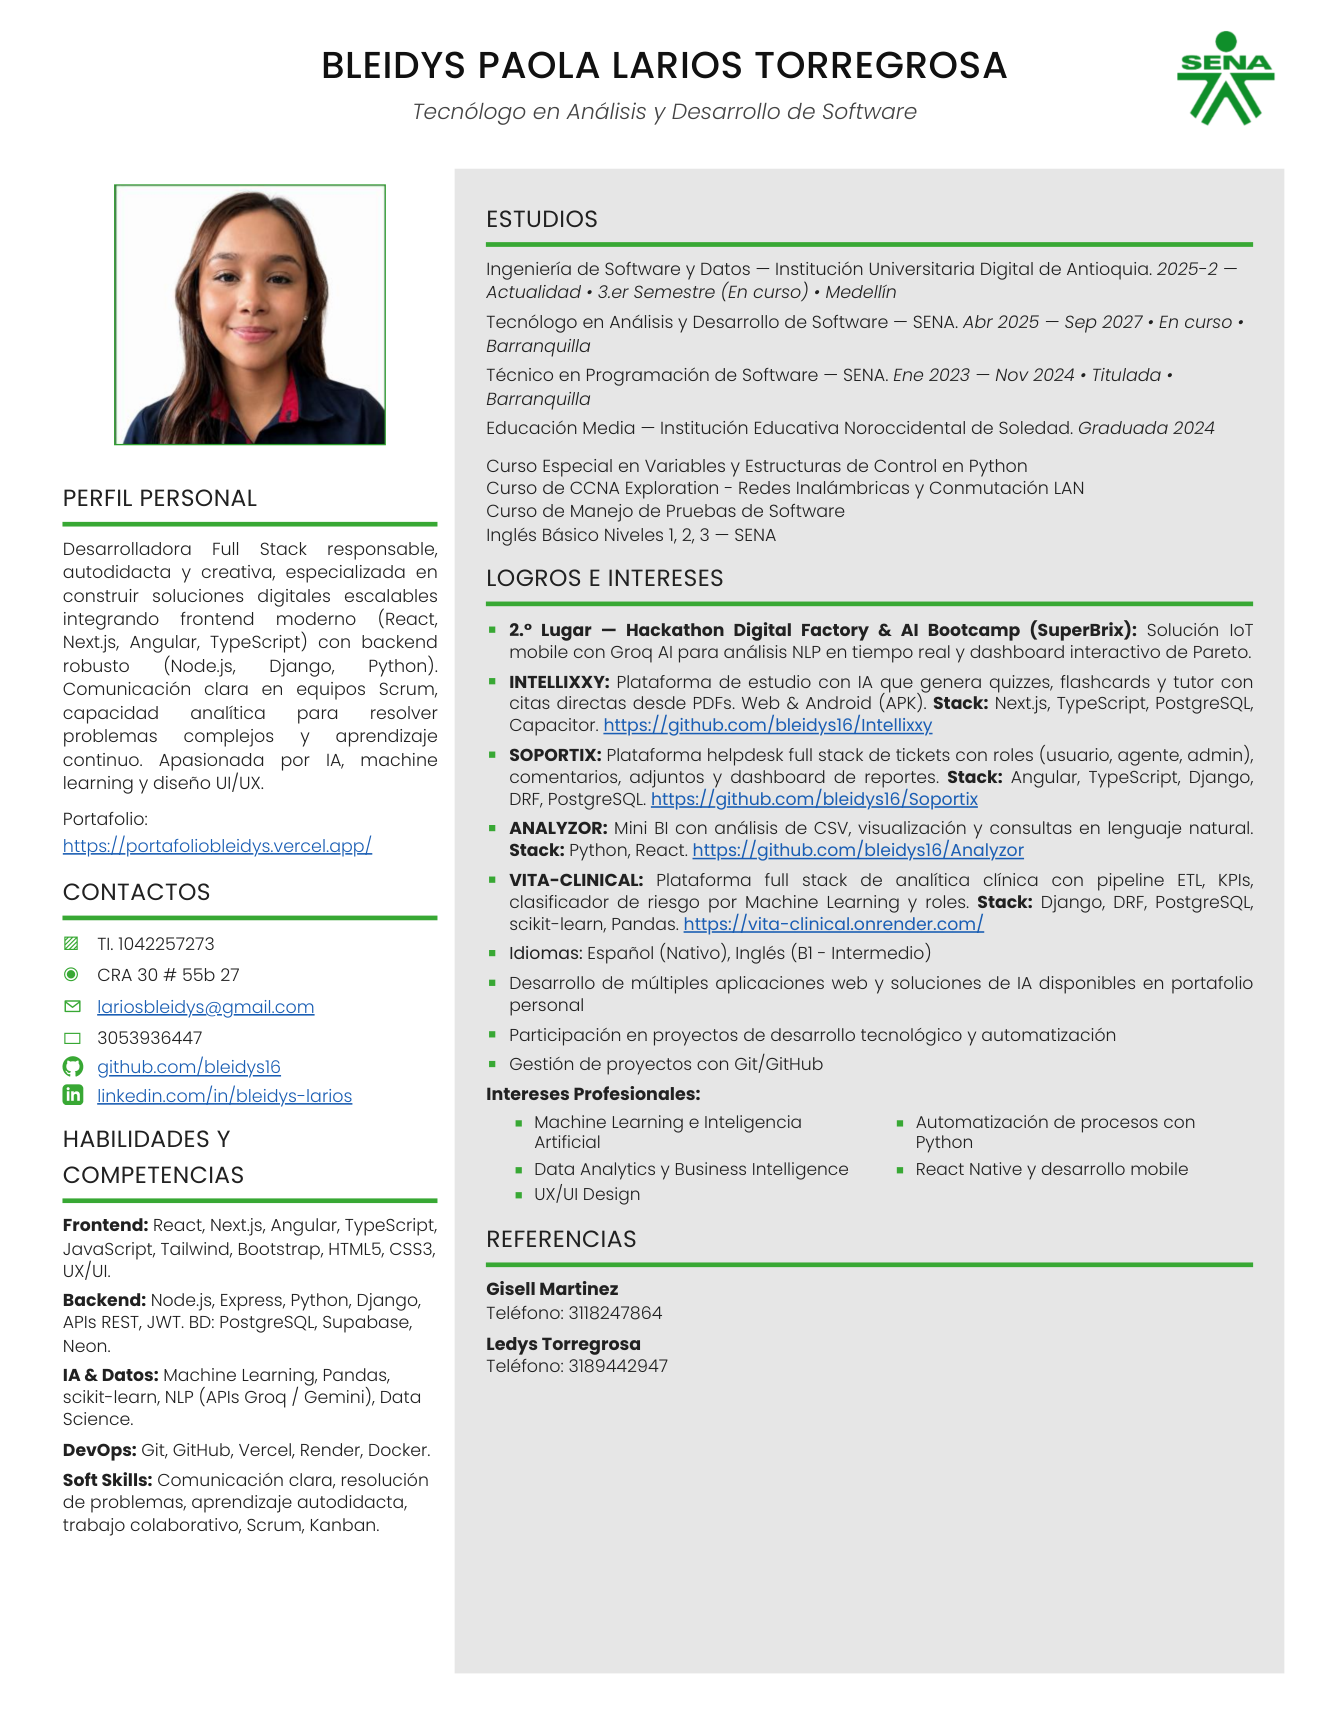 BLEIDYS PAOLA LARIOS TORREGROSA
Tecnólogo en Análisis y Desarrollo de Software
SENA
PERFIL PERSONAL
Desarrolladora Full Stack responsable,
autodidacta y creativa, especializada en
construir soluciones digitales escalables
integrando frontend moderno (React,
Next.js, Angular, TypeScript) con backend
robusto (Node.js, Django, Python).
Comunicación clara en equipos Scrum,
capacidad analítica para resolver
problemas complejos y aprendizaje
continuo. Apasionada por IA, machine
learning y diseño UI/UX.
Portafolio:
https://portafoliobleidys.vercel.app/
CONTACTOS
TI. 1042257273
CRA 30 # 55b 27
lariosbleidys@gmail.com
3053936447
github.com/bleidys16
linkedin.com/in/bleidys-larios
HABILIDADES Y
COMPETENCIAS
Frontend: React, Next.js, Angular, TypeScript,
JavaScript, Tailwind, Bootstrap, HTML5, CSS3,
UX/UI.
Backend: Node.js, Express, Python, Django,
APIs REST, JWT. BD: PostgreSQL, Supabase,
Neon.
IA & Datos: Machine Learning, Pandas,
scikit-learn, NLP (APIs Groq / Gemini), Data
Science.
DevOps: Git, GitHub, Vercel, Render, Docker.
Soft Skills: Comunicación clara, resolución
de problemas, aprendizaje autodidacta,
trabajo colaborativo, Scrum, Kanban.
ESTUDIOS
Ingeniería de Software y Datos — Institución Universitaria Digital de Antioquia. 2025-2 —
Actualidad • 3.er Semestre (En curso) • Medellín
Tecnólogo en Análisis y Desarrollo de Software — SENA. Abr 2025 — Sep 2027 • En curso •
Barranquilla
Técnico en Programación de Software — SENA. Ene 2023 — Nov 2024 • Titulada •
Barranquilla
Educación Media — Institución Educativa Noroccidental de Soledad. Graduada 2024
Curso Especial en Variables y Estructuras de Control en Python
Curso de CCNA Exploration - Redes Inalámbricas y Conmutación LAN
Curso de Manejo de Pruebas de Software
Inglés Básico Niveles 1, 2, 3 — SENA
LOGROS E INTERESES
2.º Lugar — Hackathon Digital Factory & AI Bootcamp (SuperBrix): Solución IoT
mobile con Groq AI para análisis NLP en tiempo real y dashboard interactivo de Pareto.
INTELLIXXY: Plataforma de estudio con IA que genera quizzes, flashcards y tutor con
citas directas desde PDFs. Web & Android (APK). Stack: Next.js, TypeScript, PostgreSQL,
Capacitor. https://github.com/bleidys16/Intellixxy
SOPORTIX: Plataforma helpdesk full stack de tickets con roles (usuario, agente, admin),
comentarios, adjuntos y dashboard de reportes. Stack: Angular, TypeScript, Django,
DRF, PostgreSQL. https://github.com/bleidys16/Soportix
ANALYZOR: Mini BI con análisis de CSV, visualización y consultas en lenguaje natural.
Stack: Python, React. https://github.com/bleidys16/Analyzor
VITA-CLINICAL: Plataforma full stack de analítica clínica con pipeline ETL, KPIs,
clasificador de riesgo por Machine Learning y roles. Stack: Django, DRF, PostgreSQL,
scikit-learn, Pandas. https://vita-clinical.onrender.com/
Idiomas: Español (Nativo), Inglés (B1 - Intermedio)
Desarrollo de múltiples aplicaciones web y soluciones de IA disponibles en portafolio
personal
Participación en proyectos de desarrollo tecnológico y automatización
Gestión de proyectos con Git/GitHub
Intereses Profesionales:
Machine Learning e Inteligencia
Artificial
Data Analytics y Business Intelligence
UX/UI Design
Automatización de procesos con
Python
React Native y desarrollo mobile
REFERENCIAS
Gisell Martinez
Teléfono: 3118247864
Ledys Torregrosa
Teléfono: 3189442947